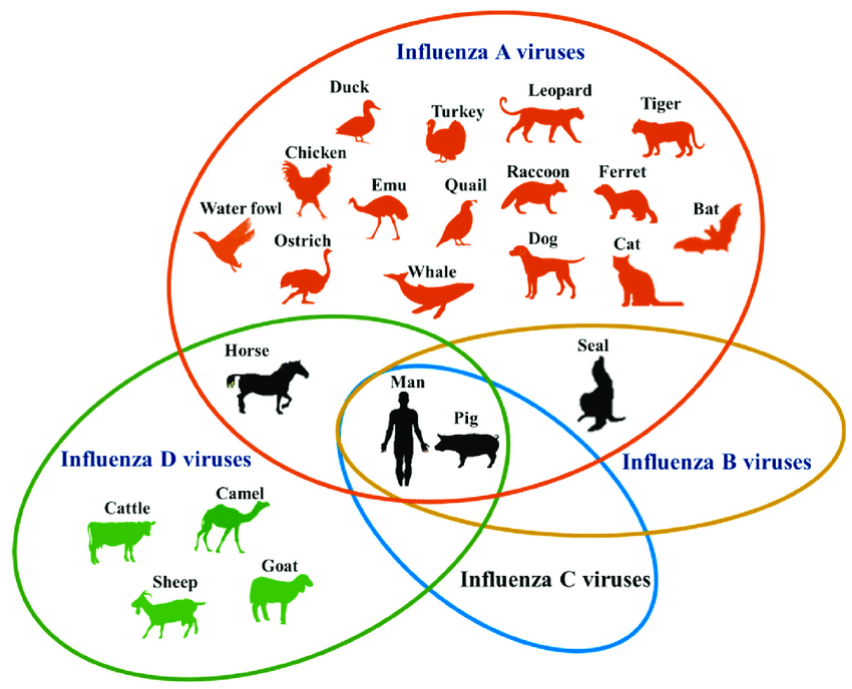 Influenza A viruses
Duck
Leopard
Turkey
Tiger
Chicken
Raccoon
Ferret
Emu
Quail
Water fowl
Bat
Ostrich
Dog
Cat
Whale
Horse
Seal
Man
Pig
Influenza D viruses
Influenza B viruses
Camel
Cattle
Goat
Sheep
Influenza C viruses